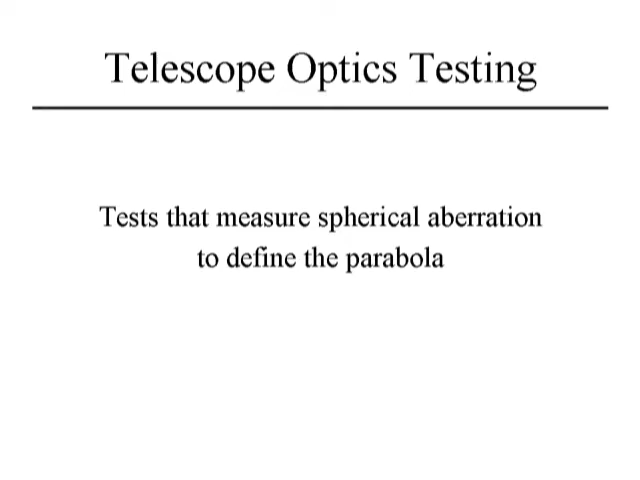 Telescope Optics Testing
Tests that measure spherical aberration
to define the parabola